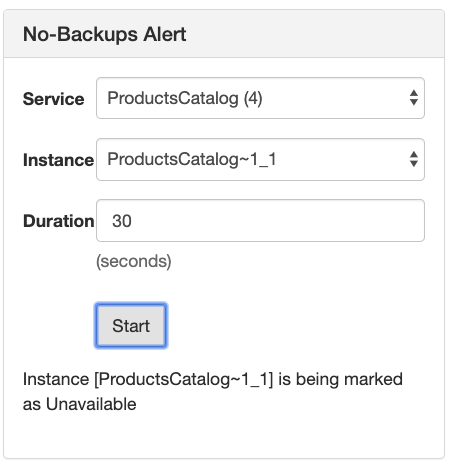 No-Backups Alert
Service ProductsCatalog (4)
Instance ProductsCatalog~1_1
Duration 30
(seconds)
Start
Instance [ProductsCatalog~1_1] is being marked
as Unavailable